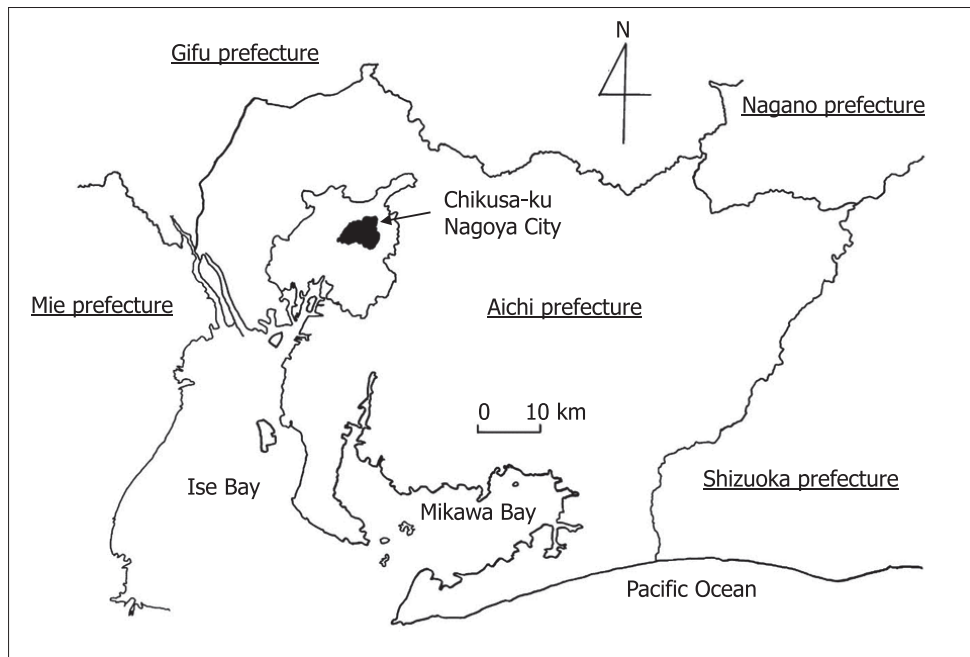 Gifu prefecture
N
Nagano prefecture
Chikusa-ku
Nagoya City
Mie prefecture
Aichi prefecture
0 10 km
Ise Bay
Mikawa Bay
Shizuoka prefecture
Pacific Ocean